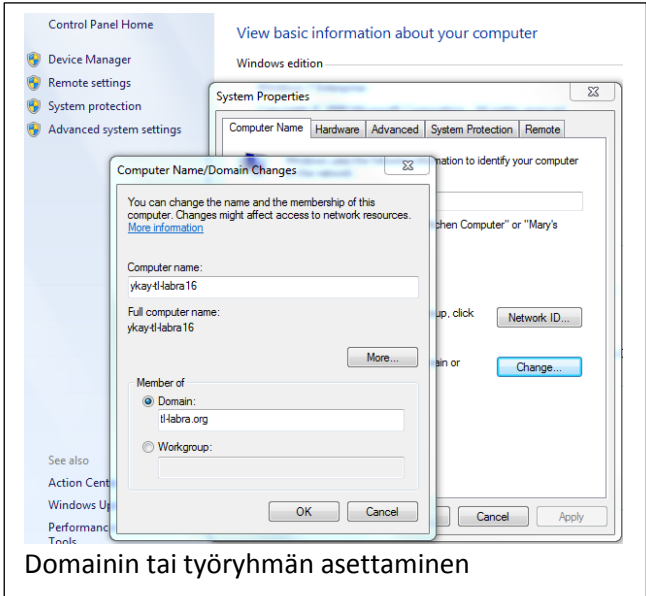 Control Panel Home
Device Manager
Remote settings
System protection
Advanced system settings
View basic information about your computer
Windows edition
System Properties
Computer Name Hardware Advanced System Protection Remote
mation to identify your computer
chen Computer" or "Mary's
up, click Network ID...
ain or Change...
Cancel Apply
Computer Name/Domain Changes
You can change the name and the membership of this
computer. Changes might affect access to network resources.
More information
Computer name:
ykay-tl-labra16
Full computer name:
ykay-tl-labra16
More...
Member of
Domain:
tl-labra.org
Workgroup:
OK Cancel
See also
Action Cent
Windows Up
Performanc
Tools
Domainin tai työryhmän asettaminen